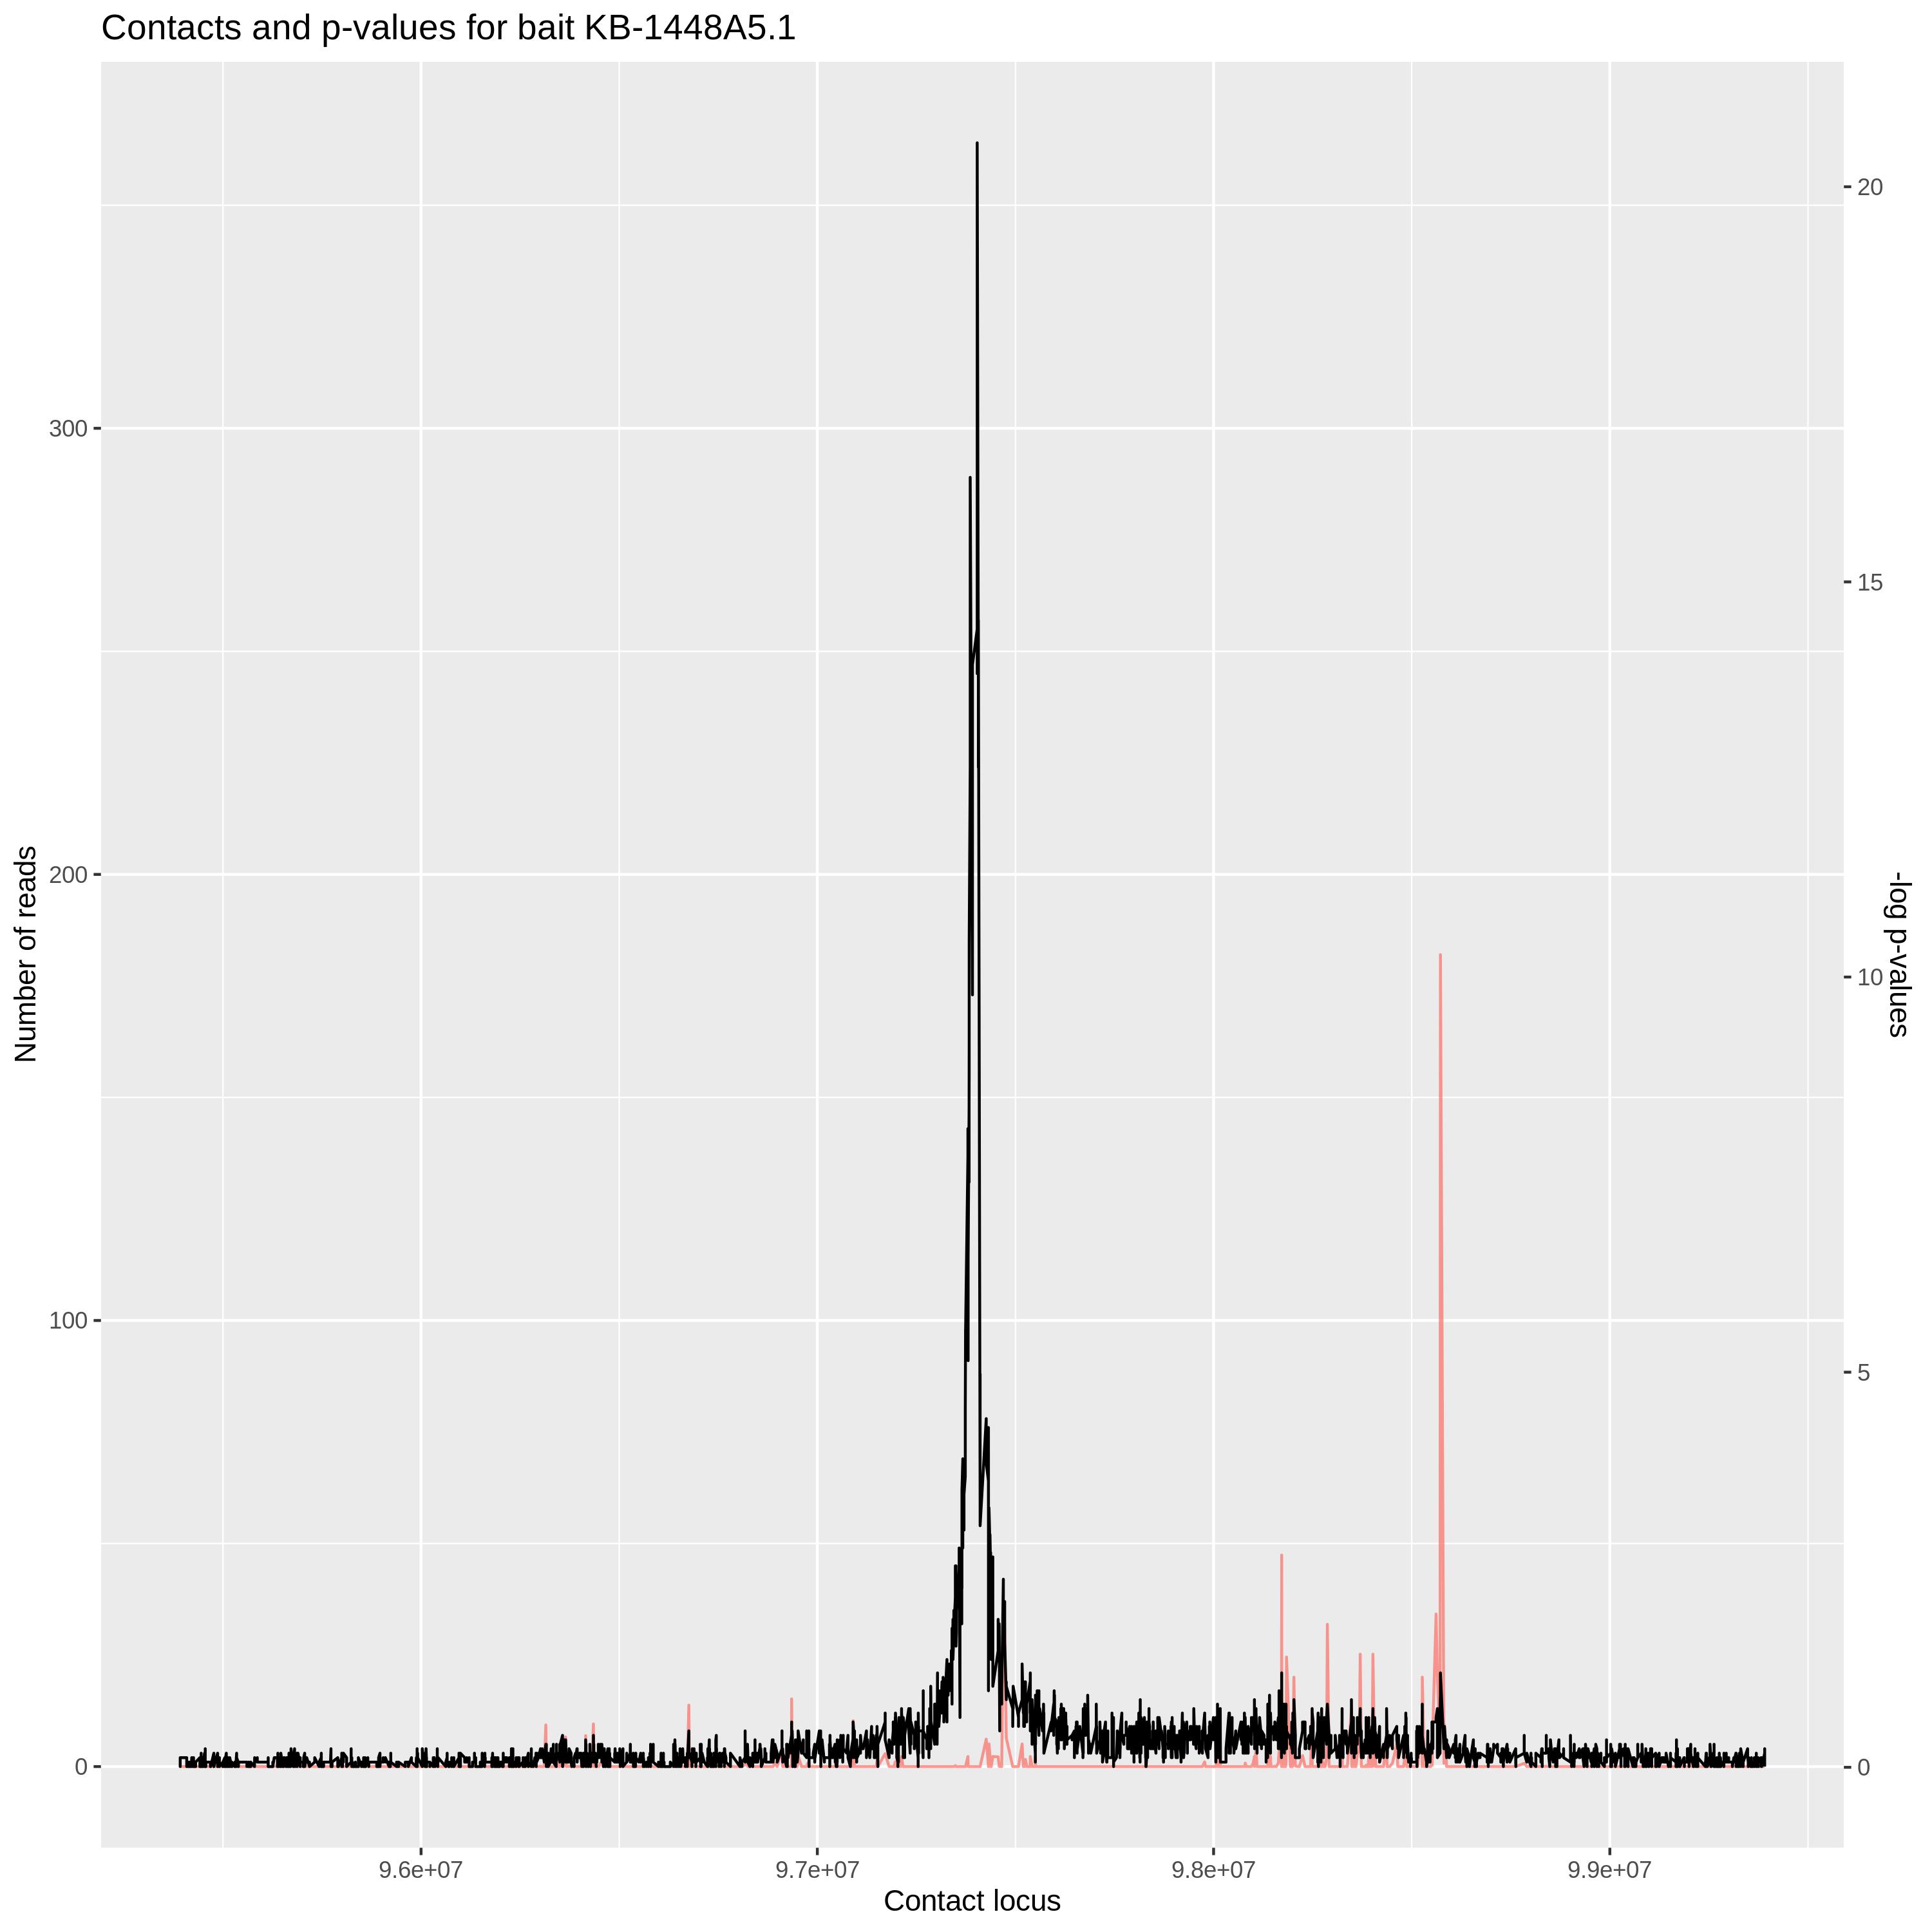 Contacts and p-values for bait KB-1448A5.1
300
200
100
0
Number of reads
20
15
10
5
0
-log p-values
9.6e+07
9.7e+07
9.8e+07
9.9e+07
Contact locus